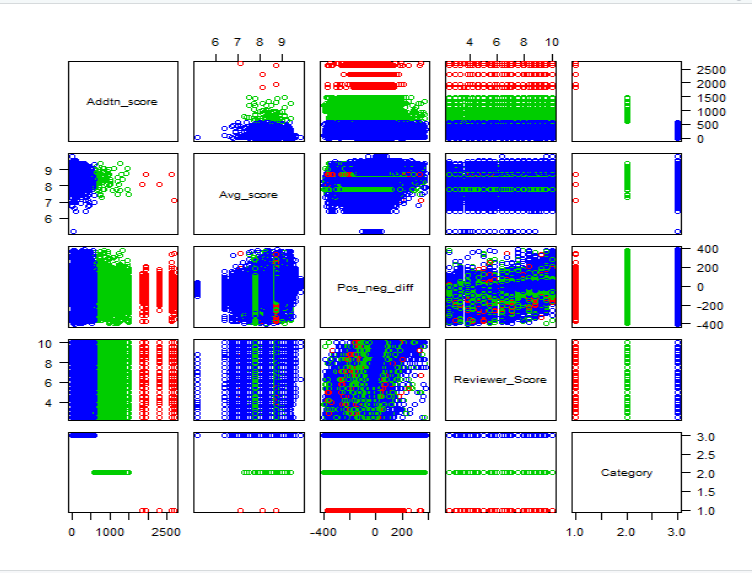 6 7 8 9
4 6 8 10
Addtn_score
2500
2000
1500
1000
500
0
9
8
7
6
Avg_score
Pos_neg_diff
400
200
0
-200
-400
10
8
6
4
Reviewer_Score
Category
3.0
2.5
2.0
1.5
1.0
0 1000 2500
-400 0 200
1.0 2.0 3.0